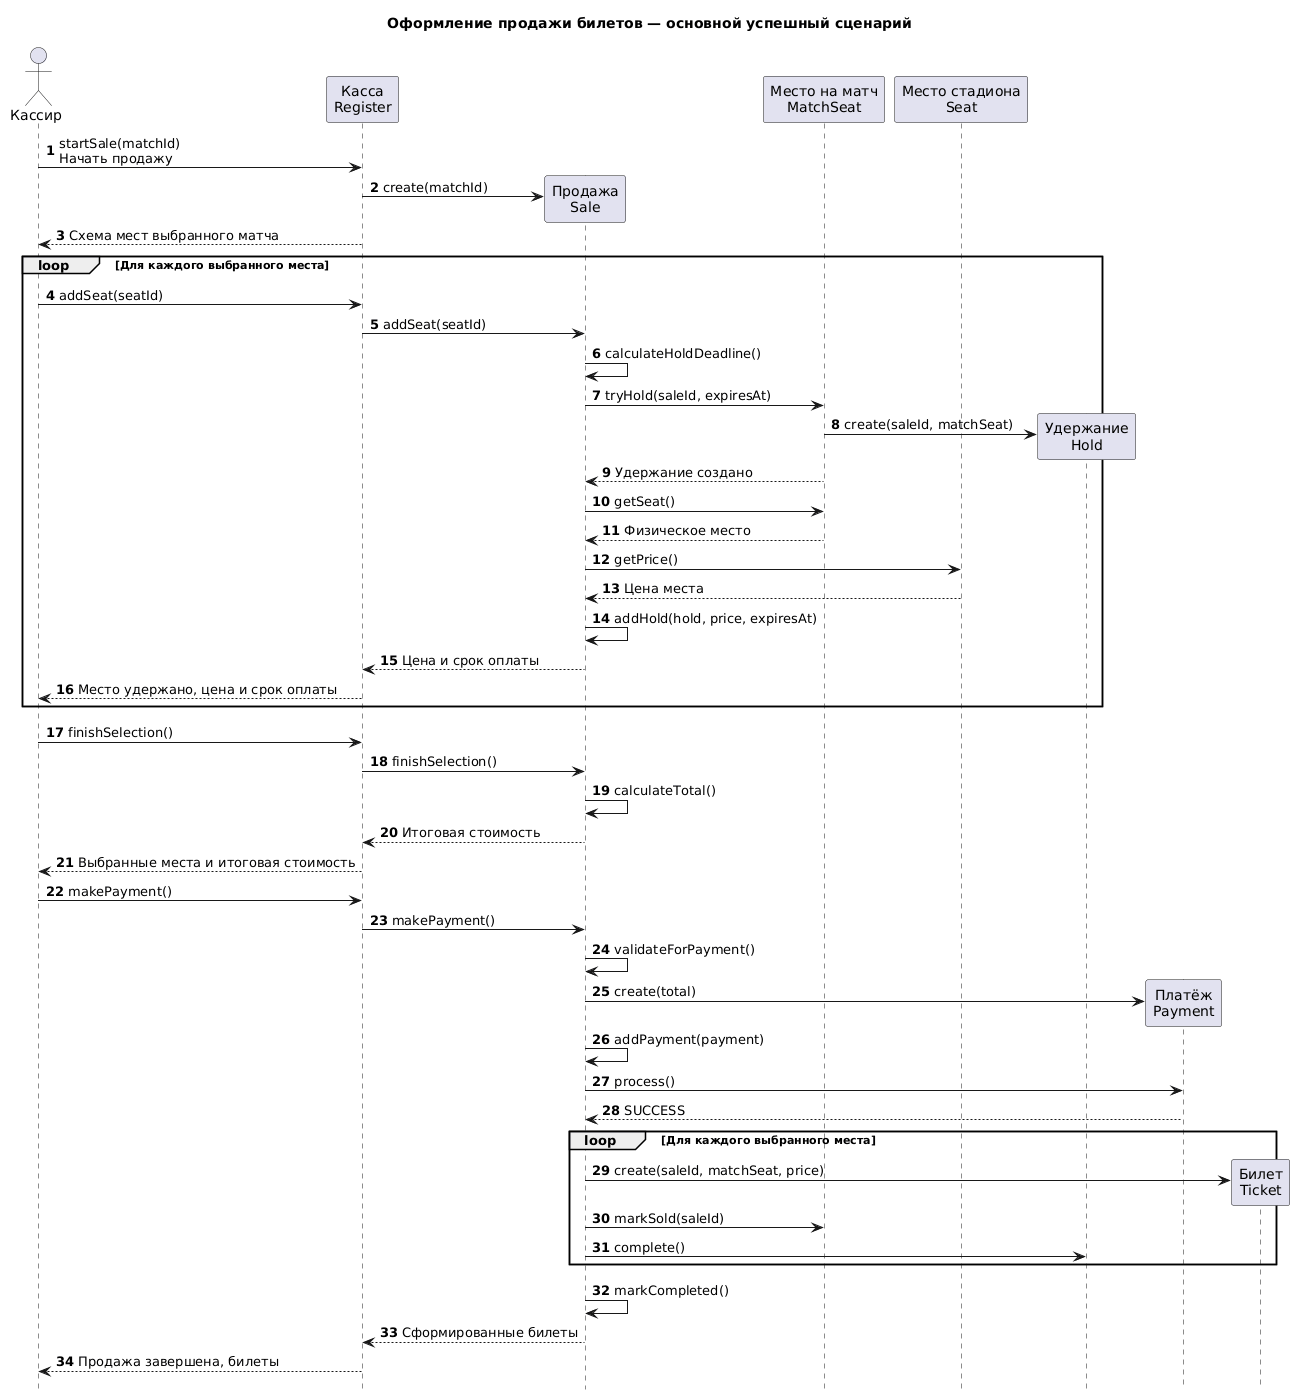 Оформление продажи билетов — основной успешный сценарий
Кассир
Касса
Register
Место на матч
MatchSeat
Место стадиона
Seat
1 startSale(matchId)
Начать продажу
2 create(matchId)
Продажа
Sale
3 Схема мест выбранного матча
loop [Для каждого выбранного места]
4 addSeat(seatId)
5 addSeat(seatId)
6 calculateHoldDeadline()
7 tryHold(saleId, expiresAt)
8 create(saleId, matchSeat)
Удержание
Hold
9 Удержание создано
10 getSeat()
11 Физическое место
12 getPrice()
13 Цена места
14 addHold(hold, price, expiresAt)
15 Цена и срок оплаты
16 Место удержано, цена и срок оплаты
17 finishSelection()
18 finishSelection()
19 calculateTotal()
20 Итоговая стоимость
21 Выбранные места и итоговая стоимость
22 makePayment()
23 makePayment()
24 validateForPayment()
25 create(total)
Платёж
Payment
26 addPayment(payment)
27 process()
28 SUCCESS
loop [Для каждого выбранного места]
29 create(saleId, matchSeat, price)
Билет
Ticket
30 markSold(saleId)
31 complete()
32 markCompleted()
33 Сформированные билеты
34 Продажа завершена, билеты